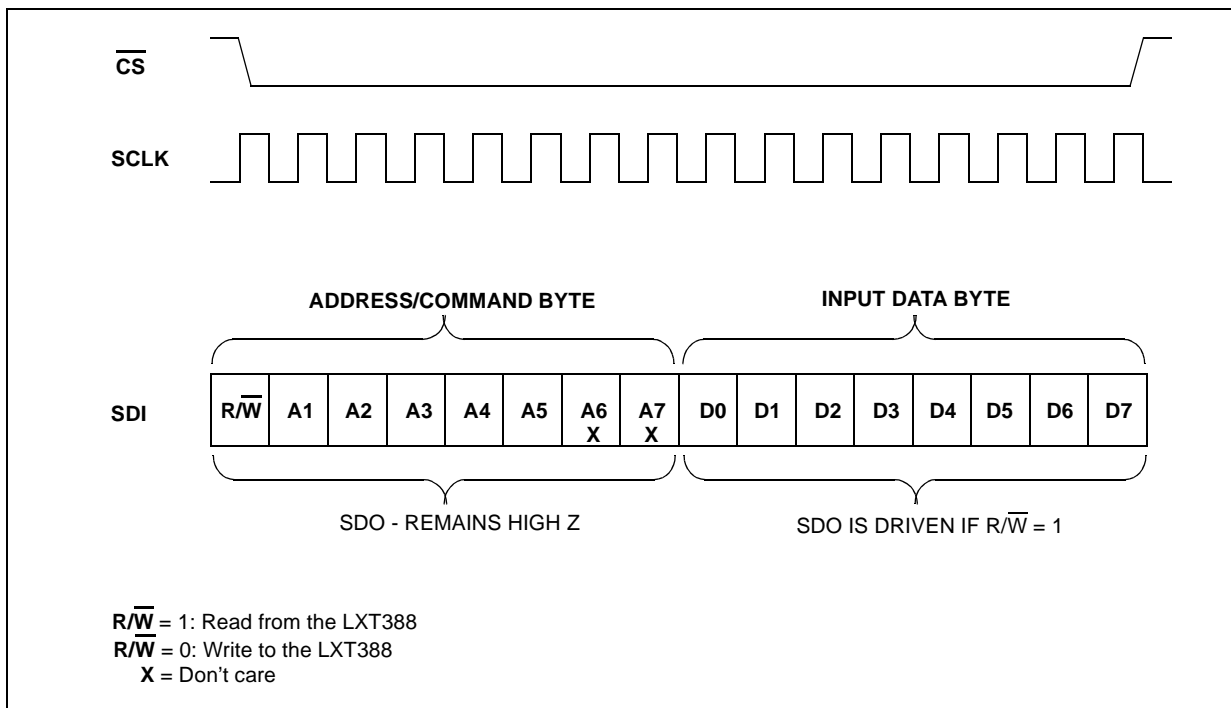 CS
SCLK
ADDRESS/COMMAND BYTE
INPUT DATA BYTE
SDI
R/W A1 A2 A3 A4 A5 A6 A7 D0 D1 D2 D3 D4 D5 D6 D7
X X
SDO - REMAINS HIGH Z
SDO IS DRIVEN IF R/W = 1
R/W = 1: Read from the LXT388
R/W = 0: Write to the LXT388
X = Don't care